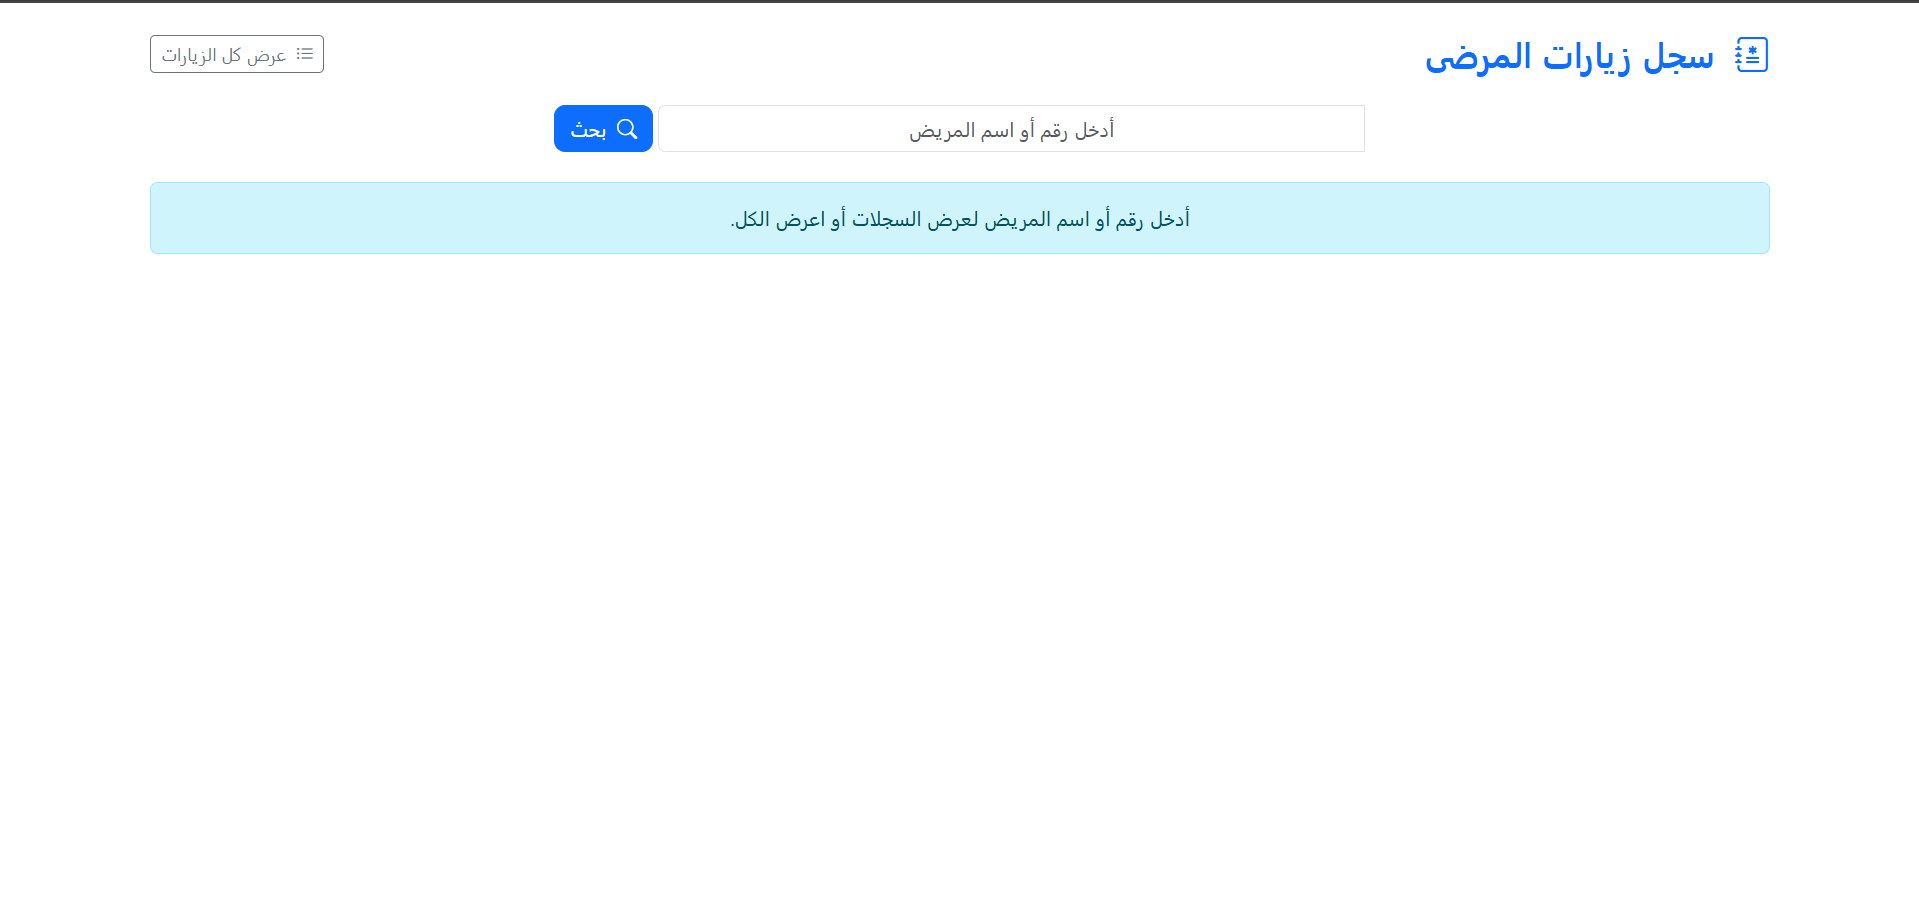 سجل زيارات المرضى
عرض كل الزيارات
أدخل رقم أو اسم المريض
بحث
أدخل رقم أو اسم المريض لعرض السجلات أو اعرض الكل.